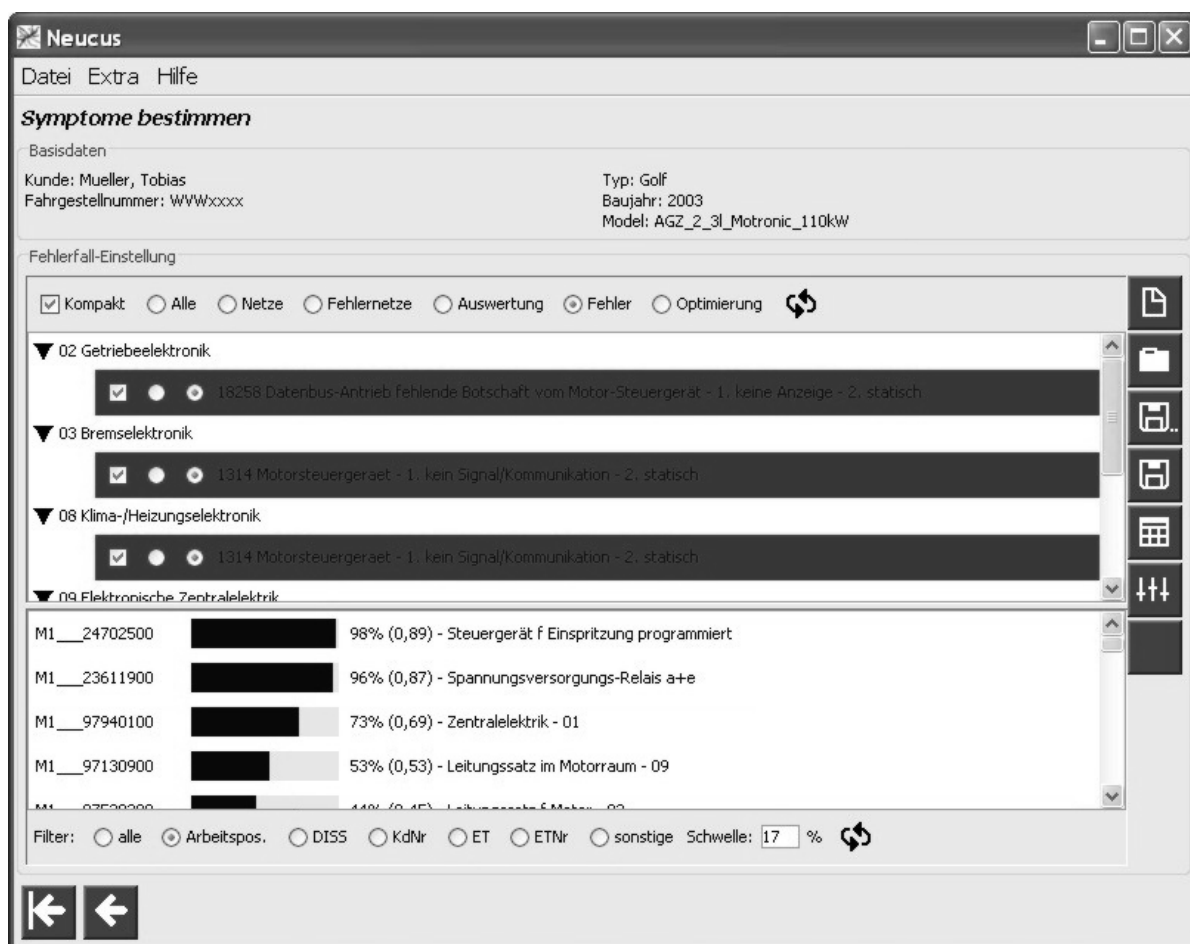 Neucus
Datei Extra Hilfe
Symptome bestimmen
Basisdaten
Kunde: Mueller, Tobias
Fahrgestellnummer: WVWxxxx
Typ: Golf
Baujahr: 2003
Model: AGZ_2_3l_Motronic_110kW
Fehlerfall-Einstellung
Kompakt Alle Netze Fehlernetze Auswertung Fehler Optimierung
02 Getriebeelektronik
18258 Datenbus-Antrieb fehlende Botschaft vom Motor-Steuergerät - 1. keine Anzeige - 2. statisch
03 Bremselektronik
1314 Motorsteuergeraet - 1. kein Signal/Kommunikation - 2. statisch
08 Klima-/Heizungselektronik
1314 Motorsteuergeraet - 1. kein Signal/Kommunikation - 2. statisch
09 Elektronische Zentralelektrik
M1___24702500 98% (0,89) - Steuergerät f Einspritzung programmiert
M1___23611900 96% (0,87) - Spannungsversorgungs-Relais a+e
M1___97940100 73% (0,69) - Zentralelektrik - 01
M1___97130900 53% (0,53) - Leitungssatz im Motorraum - 09
Filter: alle Arbeitspos. DISS KdNr ET ETNr sonstige Schwelle: 17 %